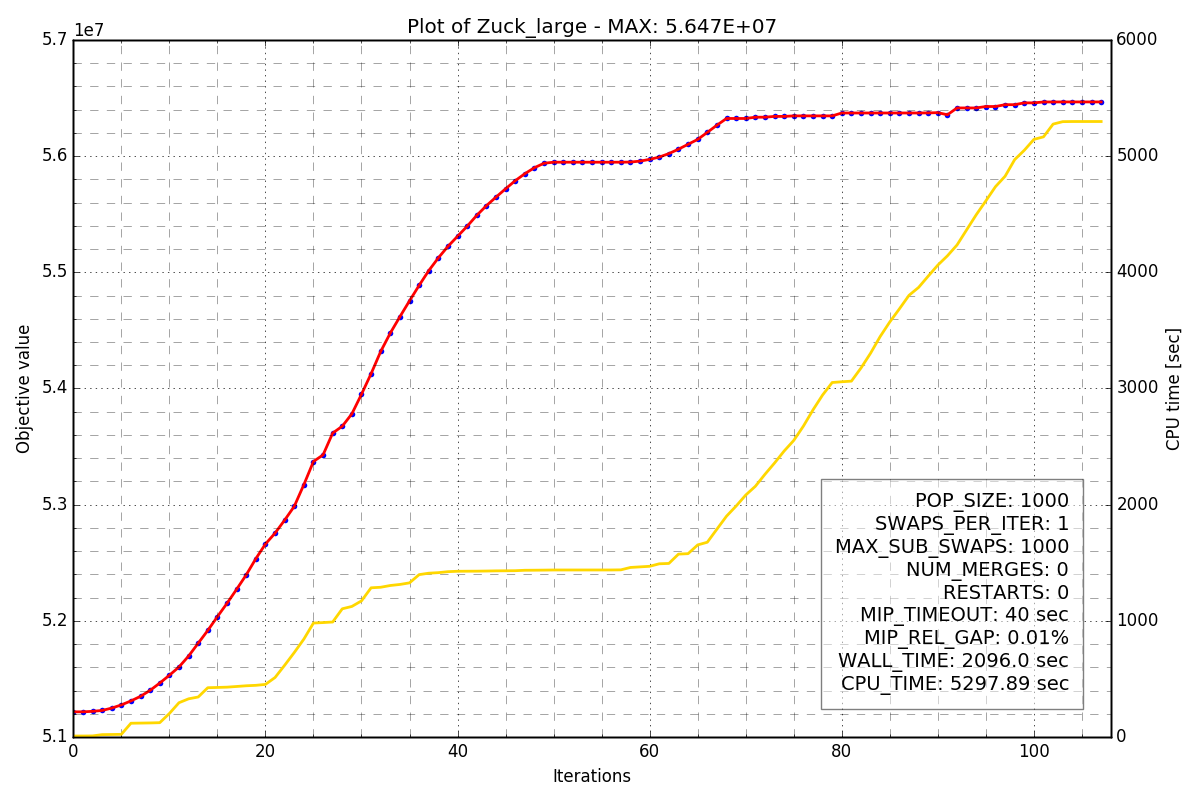 Plot of Zuck_large - MAX: 5.647E+07
1e7
5.7
5.6
5.5
5.4
5.3
5.2
5.1
Objective value
6000
5000
4000
3000
2000
1000
0
CPU time [sec]
POP_SIZE: 1000
SWAPS_PER_ITER: 1
MAX_SUB_SWAPS: 1000
NUM_MERGES: 0
RESTARTS: 0
MIP_TIMEOUT: 40 sec
MIP_REL_GAP: 0.01%
WALL_TIME: 2096.0 sec
CPU_TIME: 5297.89 sec
0 20 40 60 80 100
Iterations